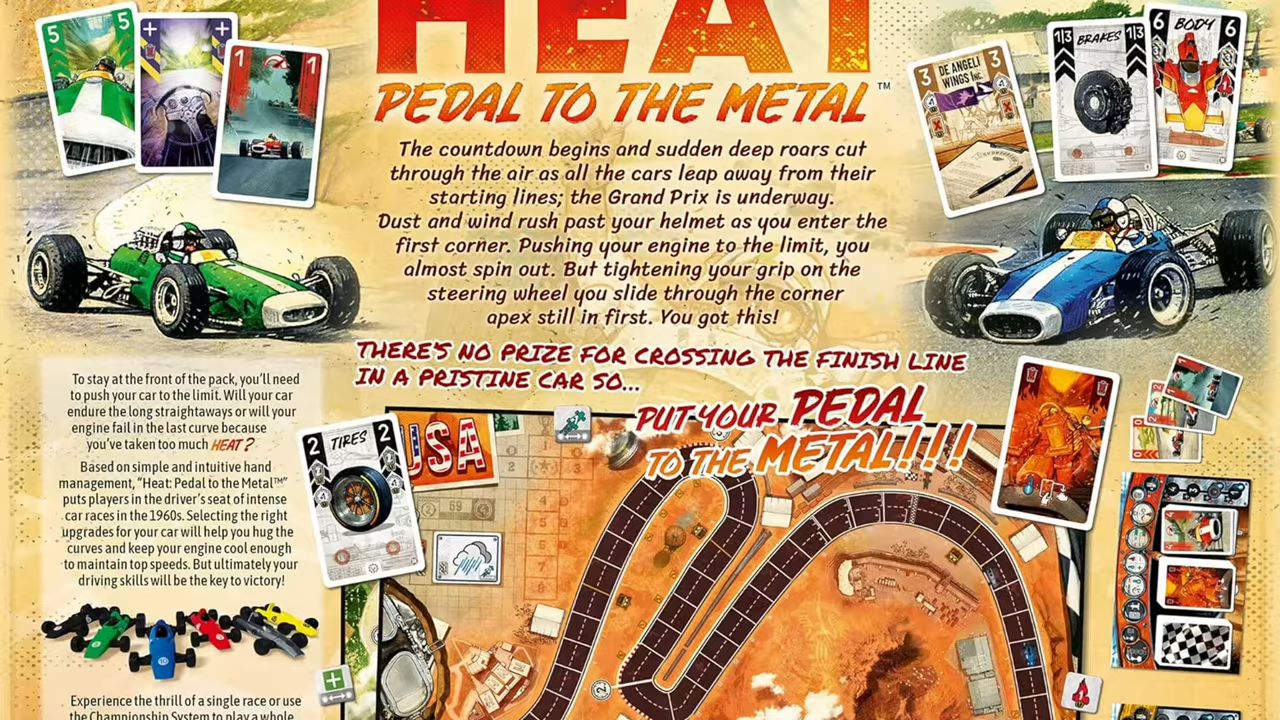 5 5
+ +
1 1
HEAT
PEDAL TO THE METAL™
3 3
DE ANGELI
WINGS INC.
1/3 BRAKES 1/3
6 BODY 6
The countdown begins and sudden deep roars cut
through the air as all the cars leap away from their
starting lines; the Grand Prix is underway.
Dust and wind rush past your helmet as you enter the
first corner. Pushing your engine to the limit, you
almost spin out. But tightening your grip on the
steering wheel you slide through the corner
apex still in first. You got this!
THERE'S NO PRIZE FOR CROSSING THE FINISH LINE
IN A PRISTINE CAR SO...
PUT YOUR PEDAL
TO THE METAL!!!
To stay at the front of the pack, you'll need
to push your car to the limit. Will your car
endure the long straightaways or will your
engine fail in the last curve because
you've taken too much HEAT?
Based on simple and intuitive hand
management, "Heat: Pedal to the Metal™"
puts players in the driver's seat of intense
car races in the 1960s. Selecting the right
upgrades for your car will help you hug the
curves and keep your engine cool enough
to maintain top speeds. But ultimately your
driving skills will be the key to victory!
2 TIRES 2
USA
69
2
Experience the thrill of a single race or use
the Championship System to play a whole